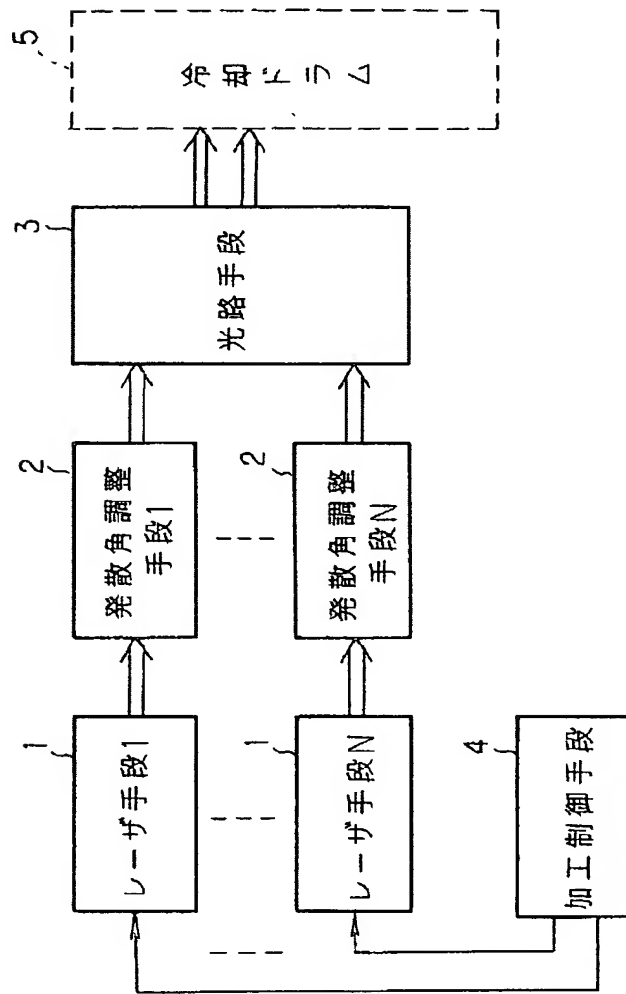 1
レーザ手段1
1
レーザ手段N
4
加工制御手段
2
発散角調整
手段1
2
発散角調整
手段N
3
光路手段
5
冷却ドラム